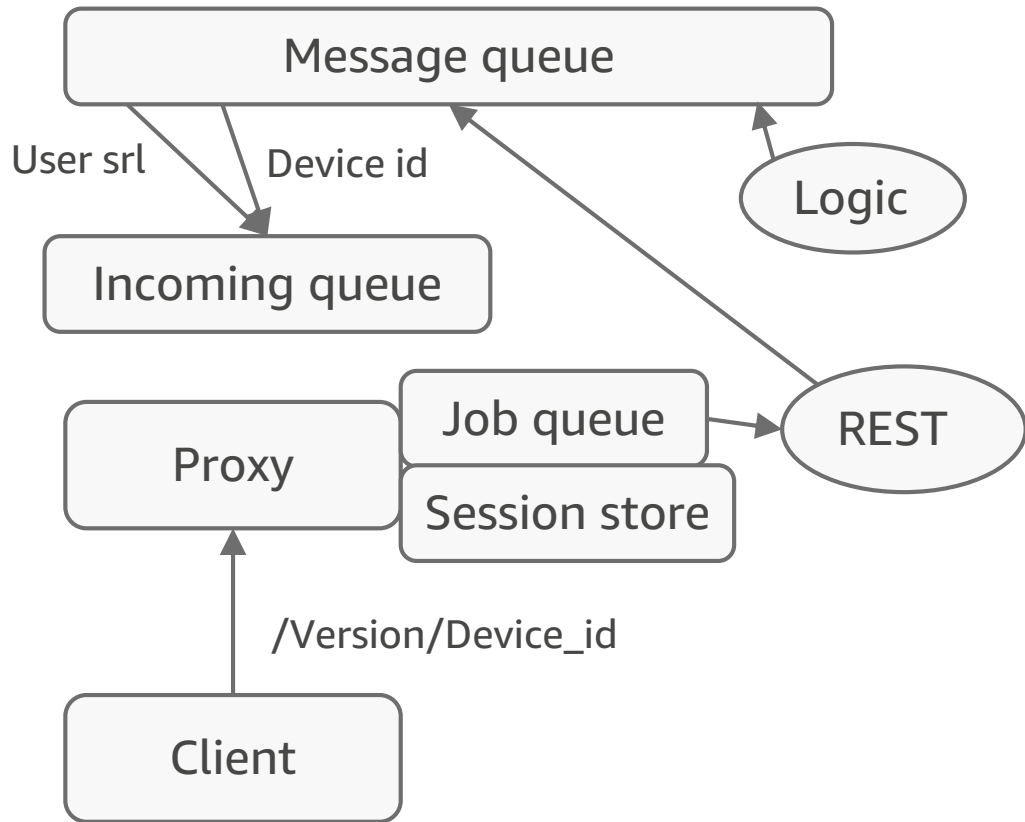 Message queue
User srl
Device id
Logic
Incoming queue
Job queue
REST
Proxy
Session store
/Version/Device_id
Client